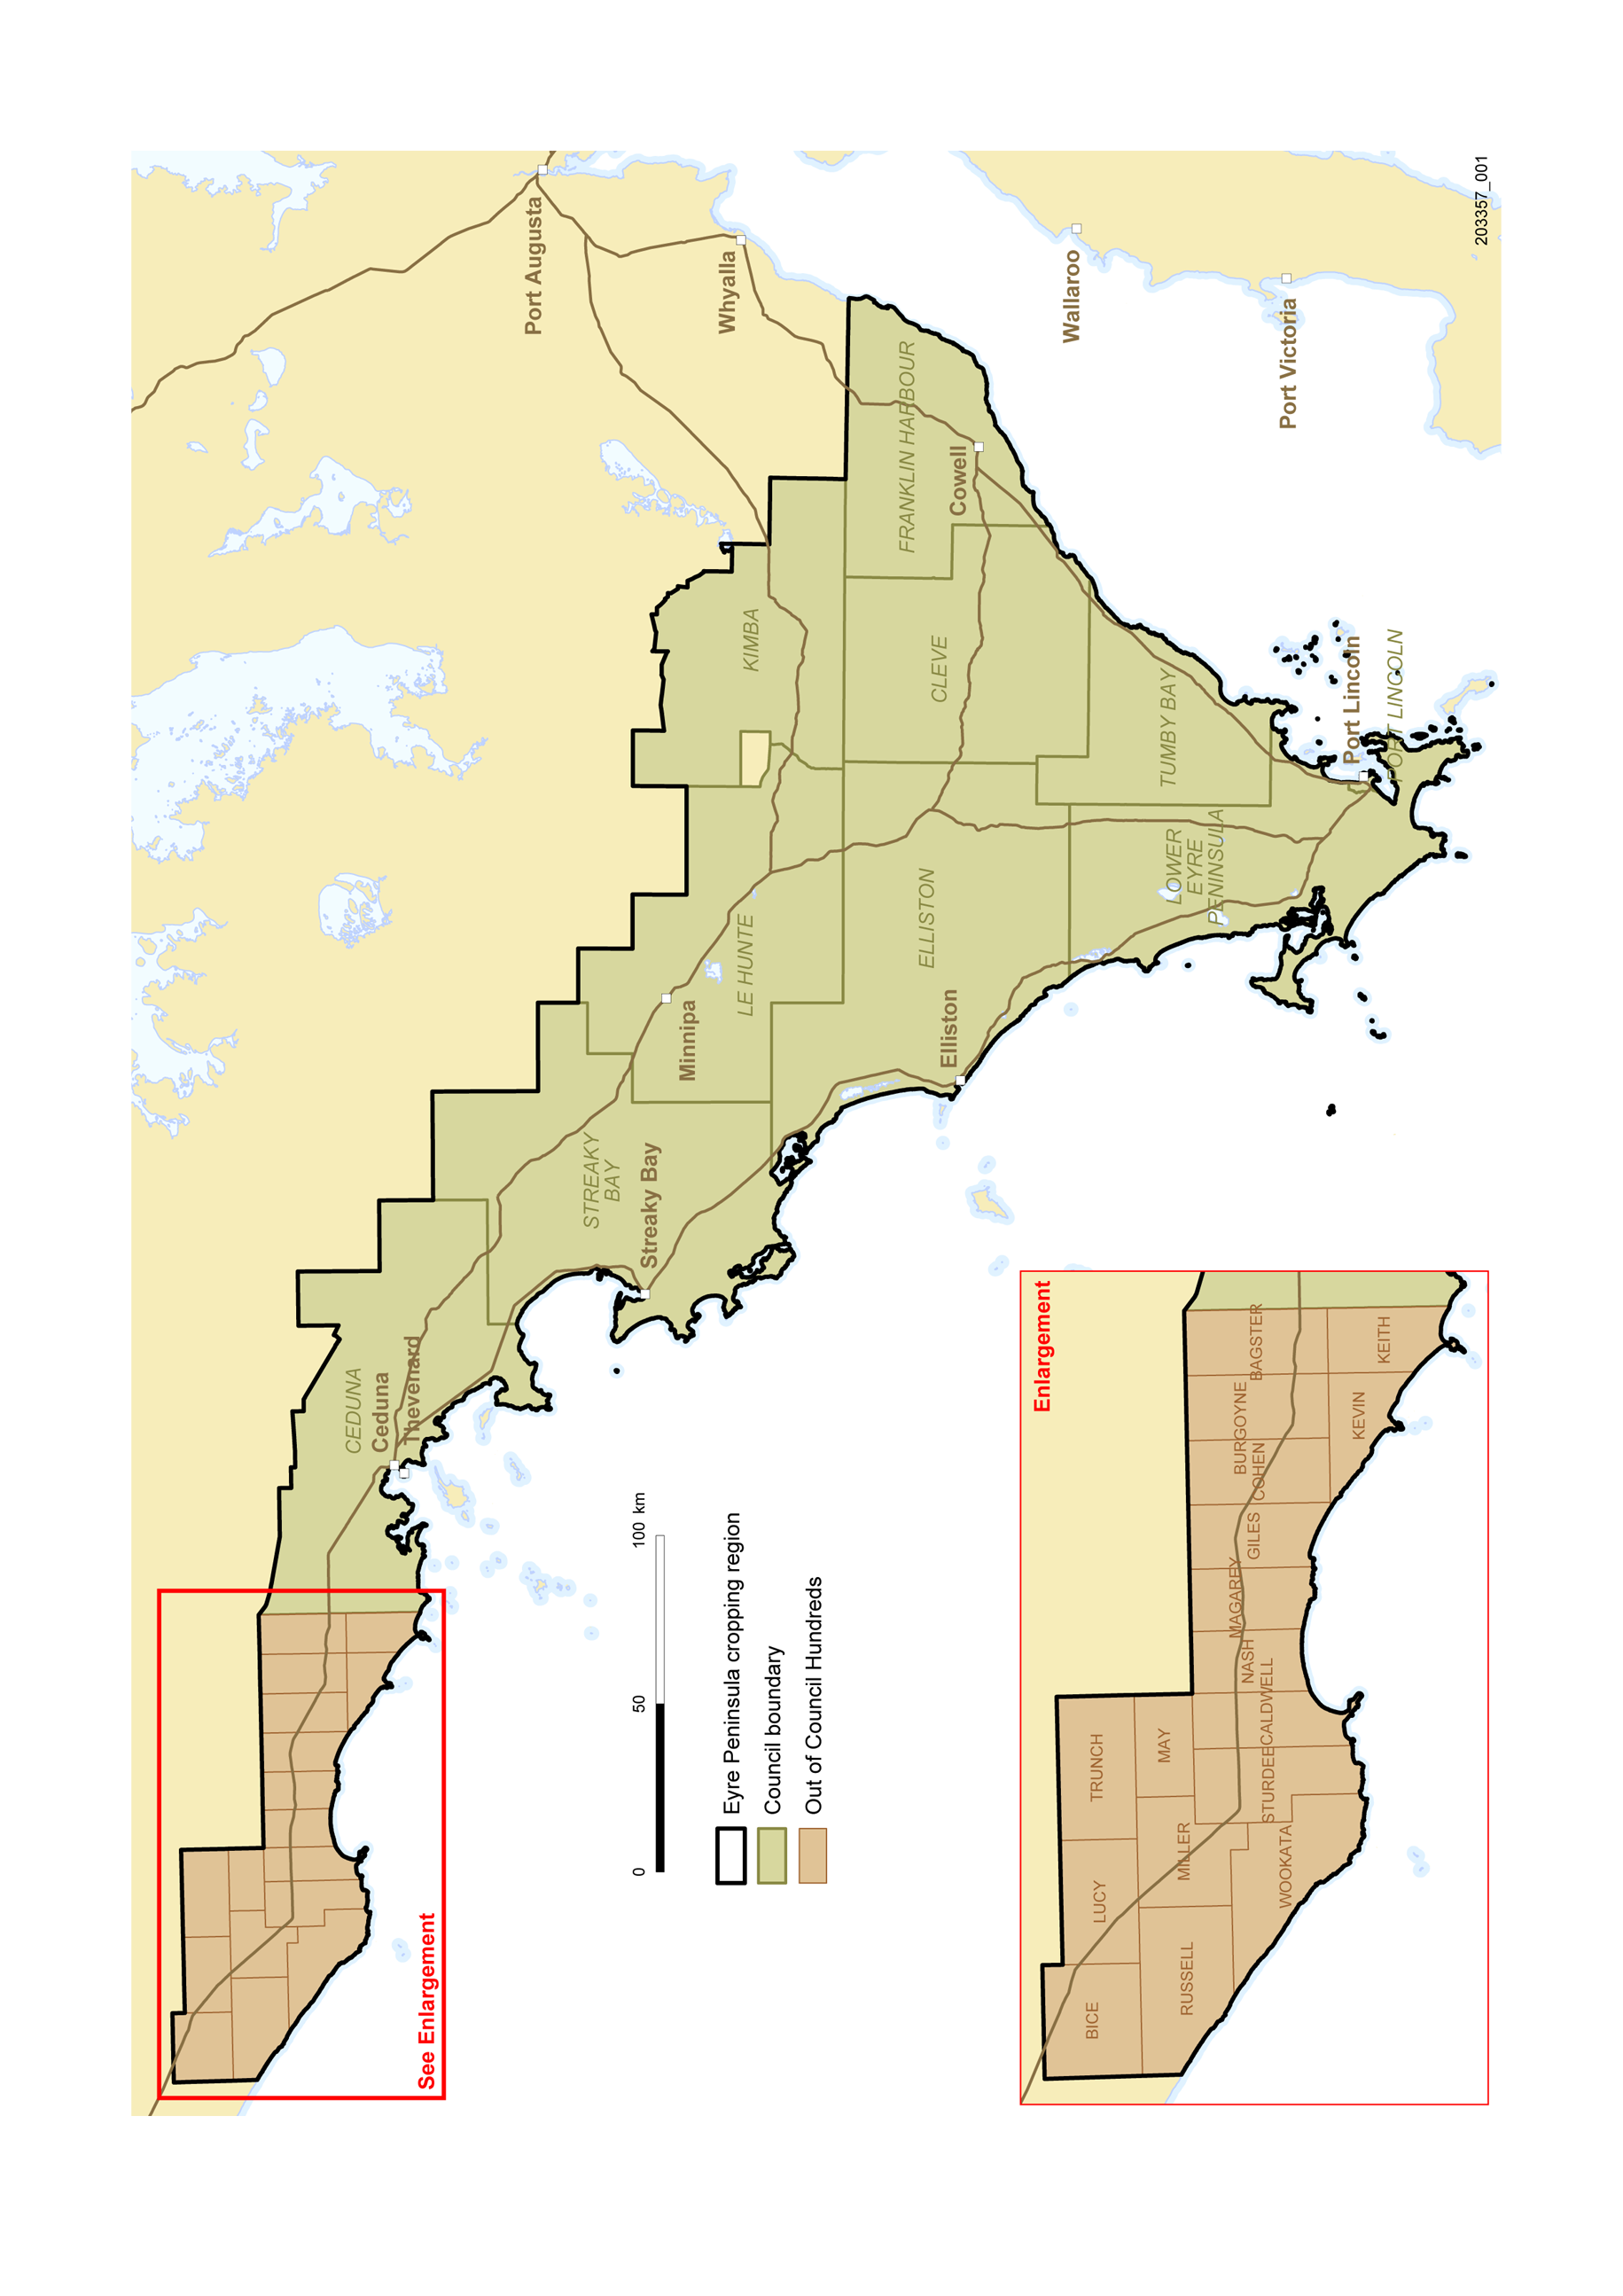 Port Augusta
Whyalla
Wallaroo
Port Victoria
203357_001
FRANKLIN HARBOUR
Cowell
KIMBA
CLEVE
TUMBY BAY
Port Lincoln
PORT LINCOLN
LOWER
EYRE
PENINSULA
ELLISTON
LE HUNTE
Minnipa
Elliston
STREAKY
BAY
Streaky Bay
CEDUNA
Ceduna
Thevenard
See Enlargement
0
50
100 km
Eyre Peninsula cropping region
Council boundary
Out of Council Hundreds
Enlargement
BAGSTER
KEITH
BURGOYNE
KEVIN
COHEN
GILES
MAGAREY
NASH
CALDWELL
STURDEE
TRUNCH
MAY
MILLER
WOOKATA
LUCY
RUSSELL
BICE